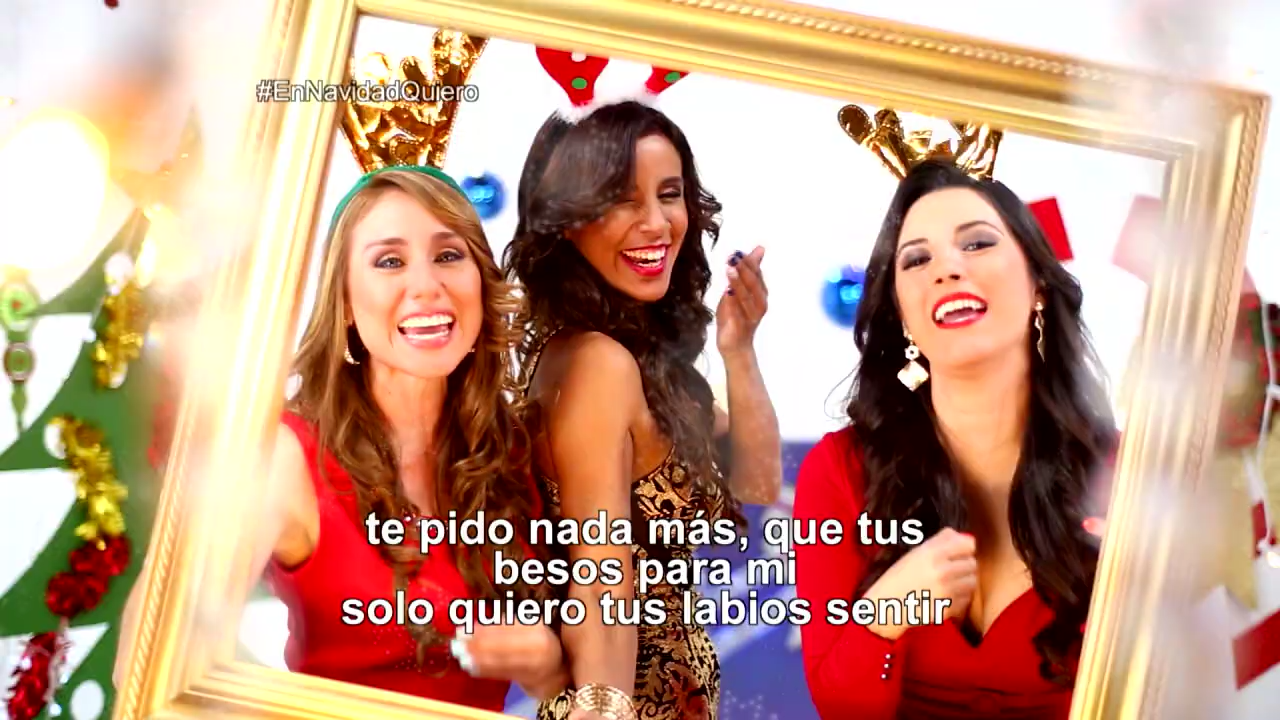 #EnNavidadQuiero
te pido nada más, que tus
besos para mi
solo quiero tus labios sentir